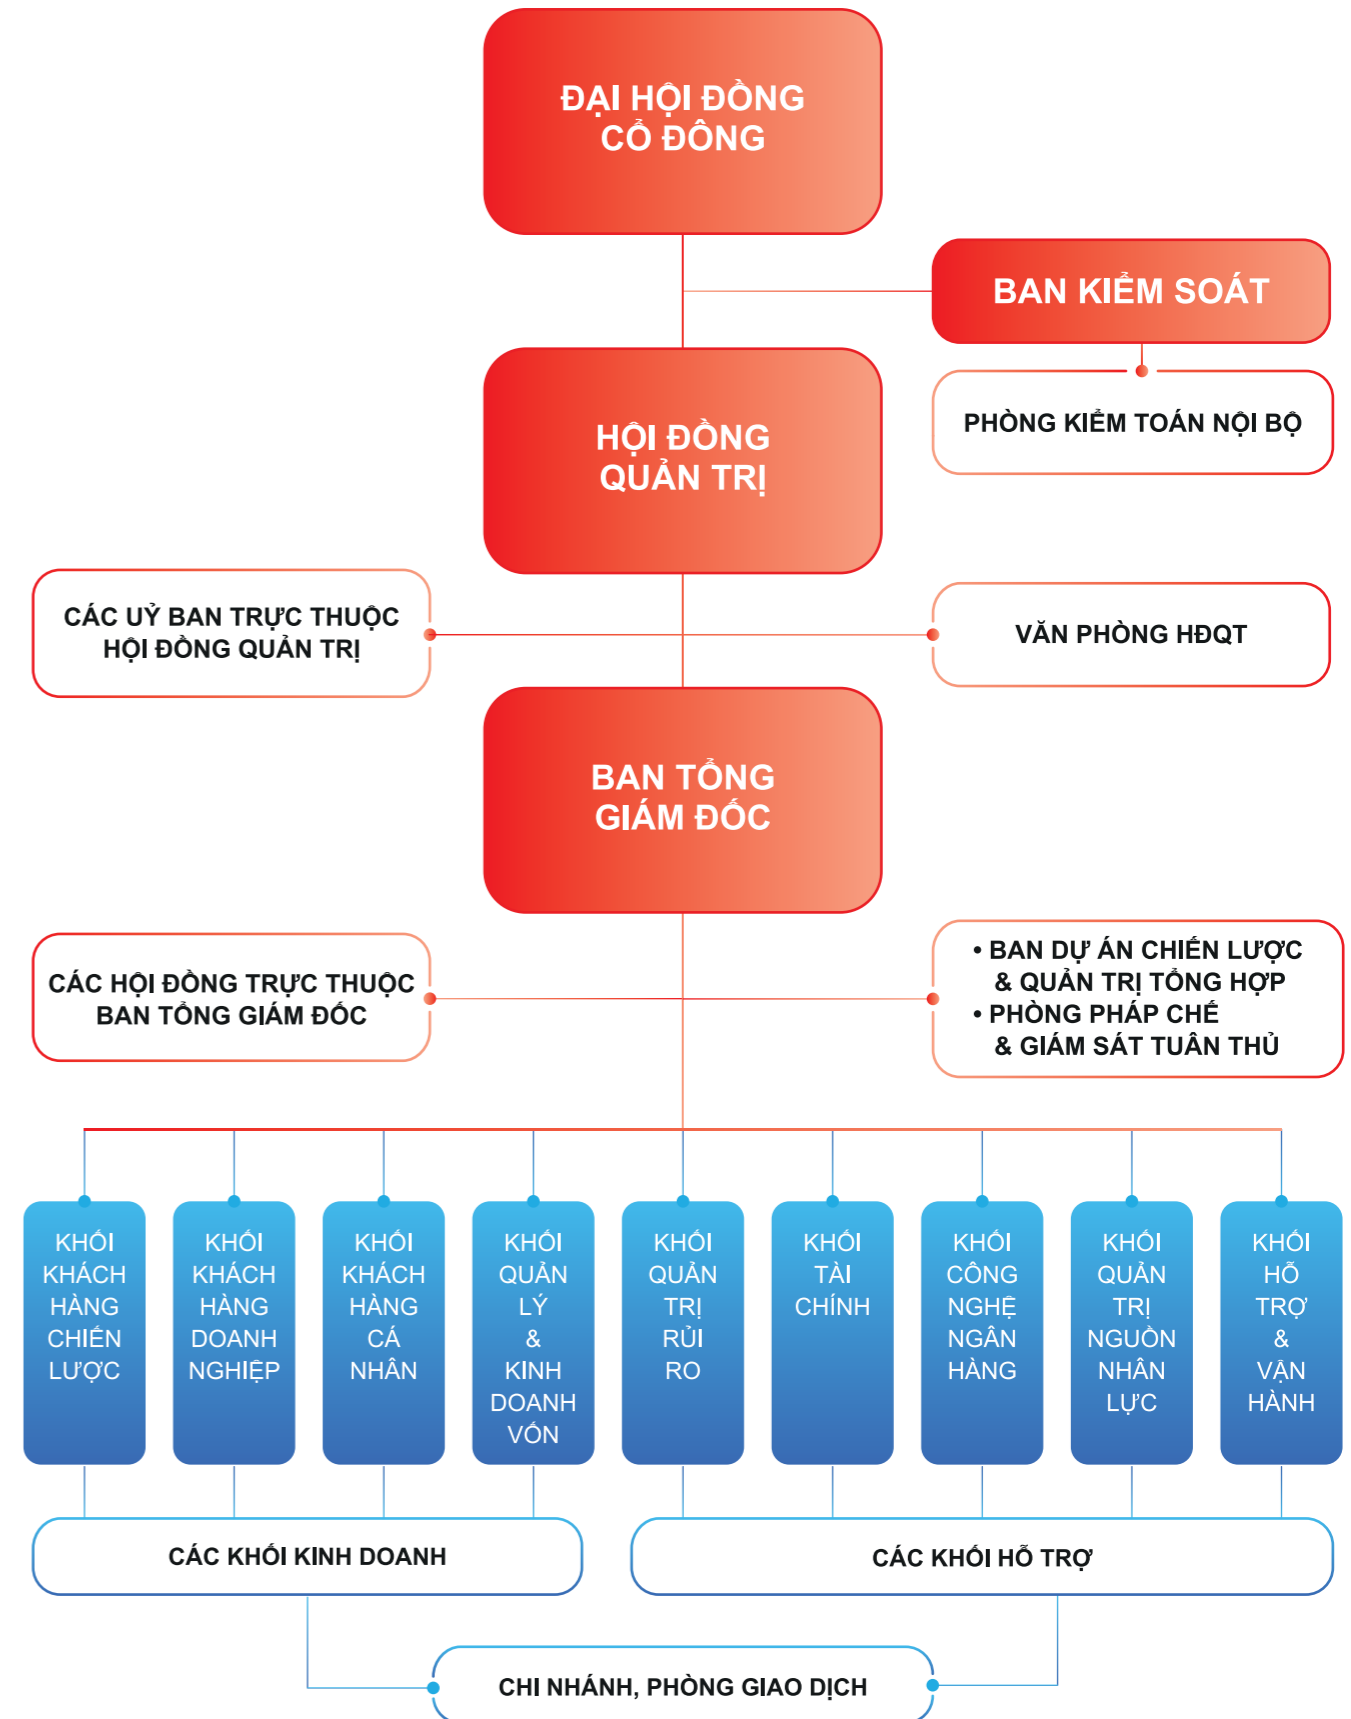 ĐẠI HỘI ĐỒNG
CỔ ĐÔNG
BAN KIỂM SOÁT
PHÒNG KIỂM TOÁN NỘI BỘ
HỘI ĐỒNG
QUẢN TRỊ
CÁC UỶ BAN TRỰC THUỘC
HỘI ĐỒNG QUẢN TRỊ
VĂN PHÒNG HĐQT
BAN TỔNG
GIÁM ĐỐC
CÁC HỘI ĐỒNG TRỰC THUỘC
BAN TỔNG GIÁM ĐỐC
• BAN DỰ ÁN CHIẾN LƯỢC
& QUẢN TRỊ TỔNG HỢP
• PHÒNG PHÁP CHẾ
& GIÁM SÁT TUÂN THỦ
KHỐI
KHÁCH
HÀNG
CHIẾN
LƯỢC
KHỐI
KHÁCH
HÀNG
DOANH
NGHIỆP
KHỐI
KHÁCH
HÀNG
CÁ
NHÂN
KHỐI
QUẢN
LÝ
&
KINH
DOANH
VỐN
KHỐI
QUẢN
TRỊ
RỦI
RO
KHỐI
TÀI
CHÍNH
KHỐI
CÔNG
NGHỆ
NGÂN
HÀNG
KHỐI
QUẢN
TRỊ
NGUỒN
NHÂN
LỰC
KHỐI
HỖ
TRỢ
&
VẬN
HÀNH
CÁC KHỐI KINH DOANH
CÁC KHỐI HỖ TRỢ
CHI NHÁNH, PHÒNG GIAO DỊCH